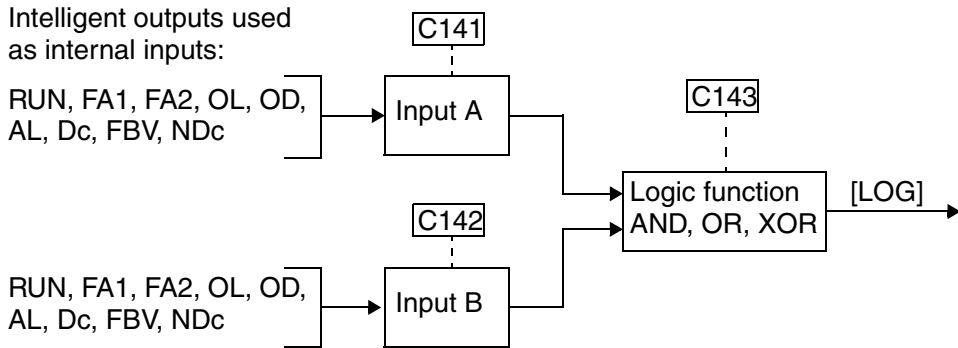 Intelligent outputs used
as internal inputs:
C141
RUN, FA1, FA2, OL, OD,
AL, Dc, FBV, NDc
Input A
C143
Logic function
AND, OR, XOR
[LOG]
C142
RUN, FA1, FA2, OL, OD,
AL, Dc, FBV, NDc
Input B